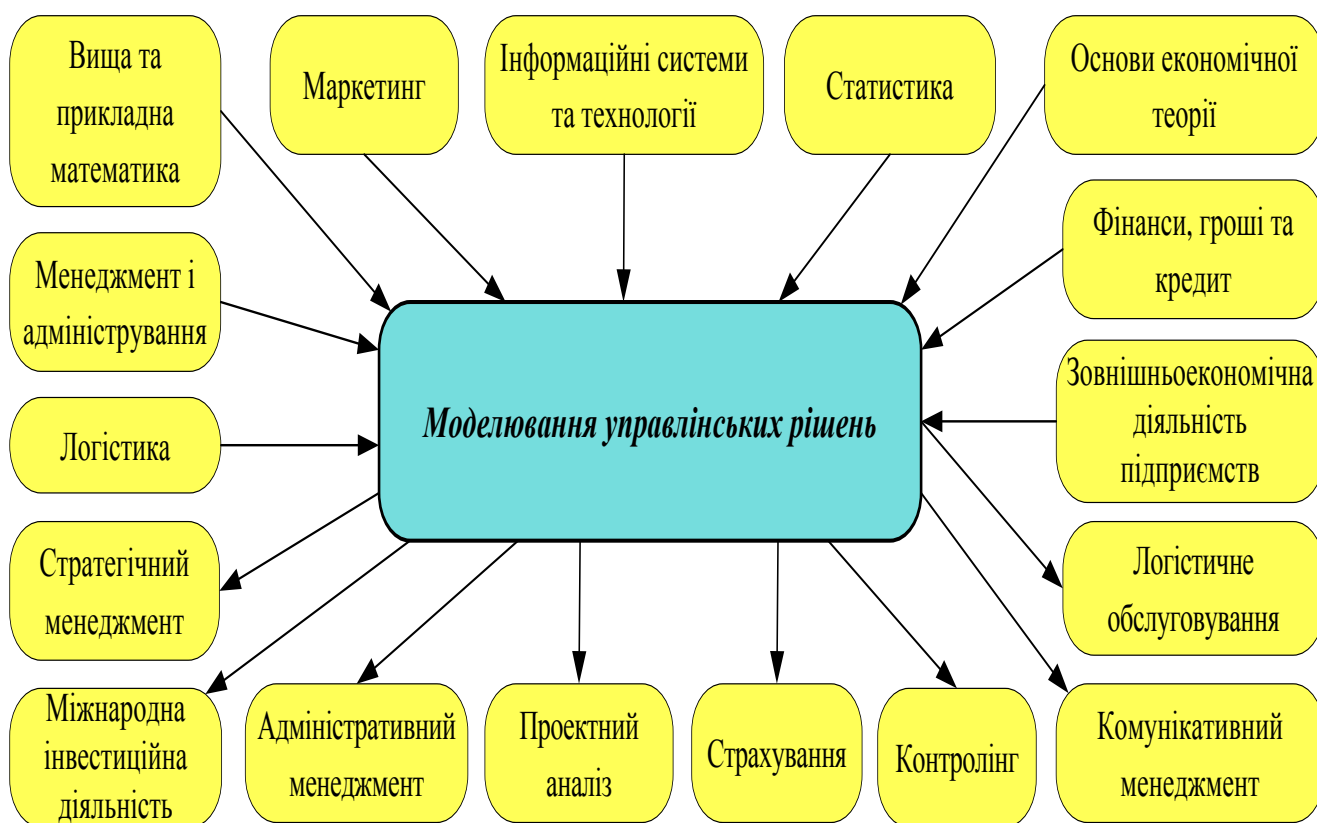 Вища та
прикладна
математика
Маркетинг
Інформаційні системи
та технології
Статистика
Основи економічної
теорії
Менеджмент і
адміністрування
Фінанси, гроші та
кредит
Моделювання управлінських рішень
Логістика
Зовнішньоекономічна
діяльність
підприємств
Стратегічний
менеджмент
Логістичне
обслуговування
Міжнародна
інвестиційна
діяльність
Адміністративний
менеджмент
Проектний
аналіз
Страхування
Контролінг
Комунікативний
менеджмент